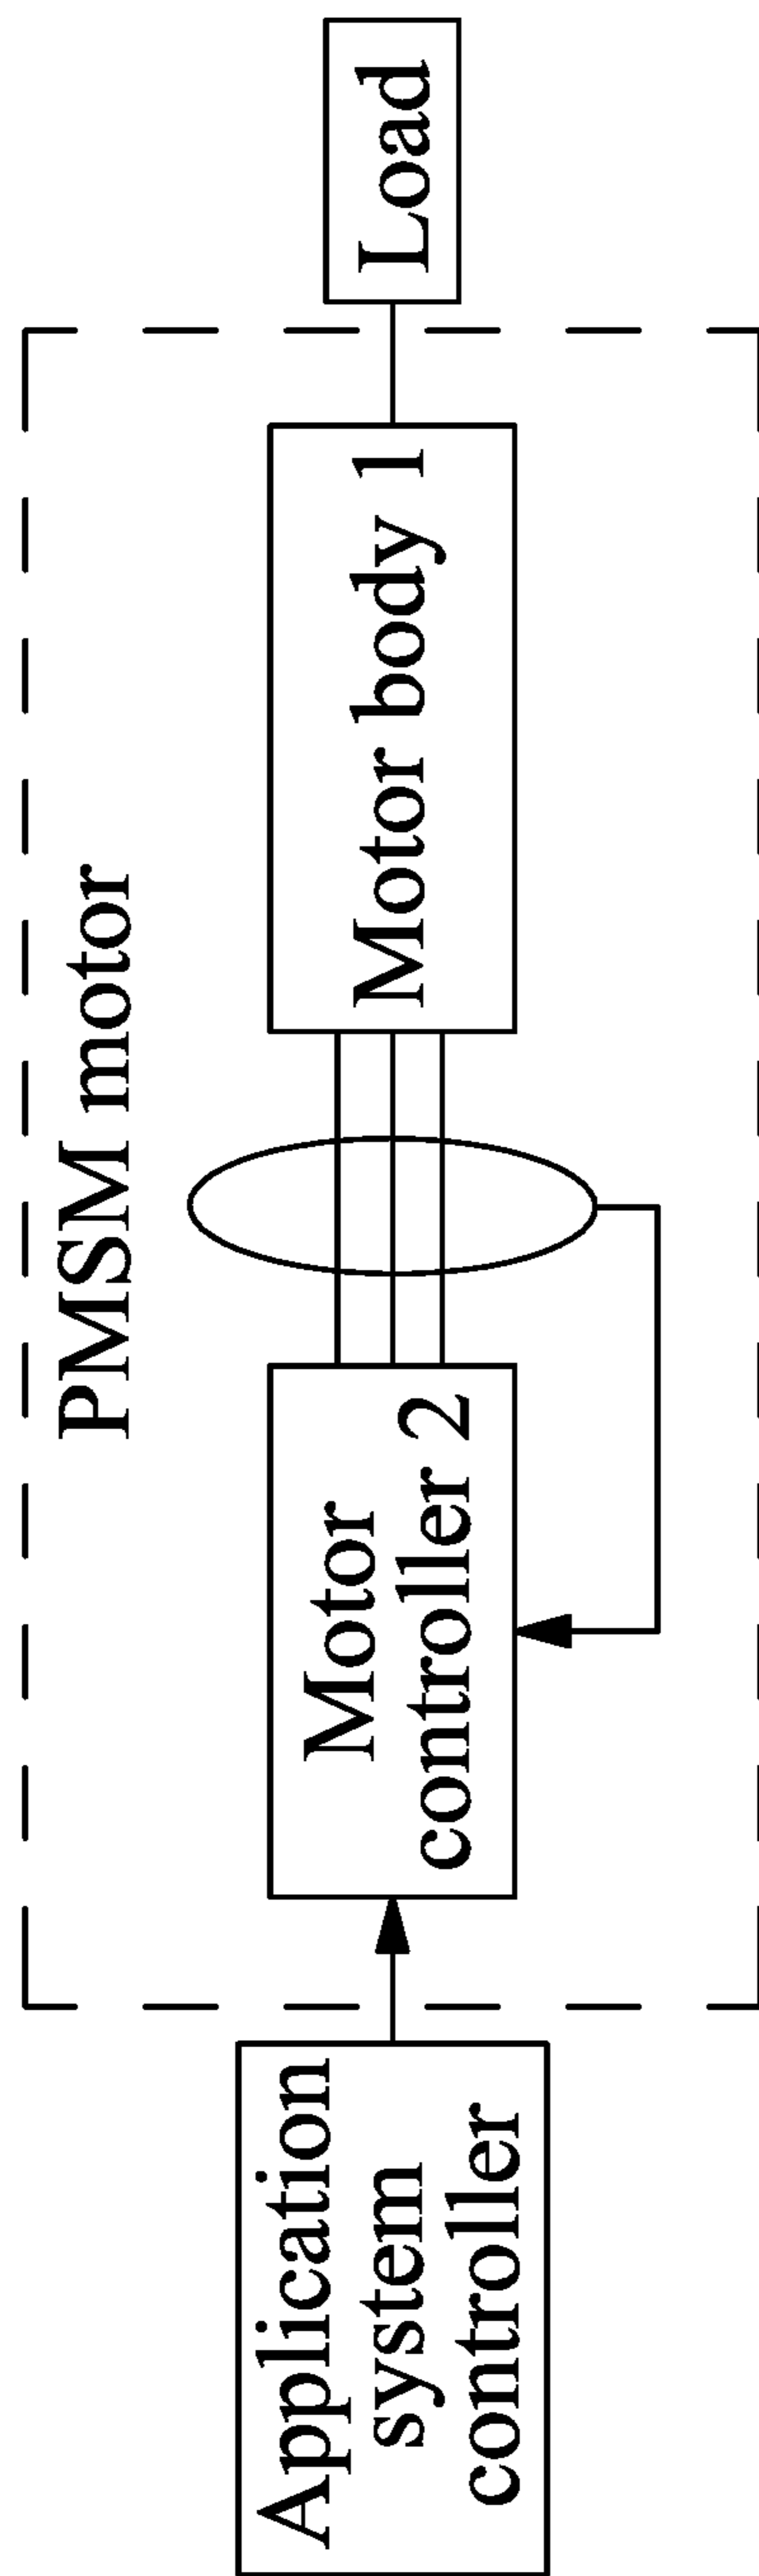 PMSM motor
Application
system
controller
Motor
controller 2
Motor body 1
Load